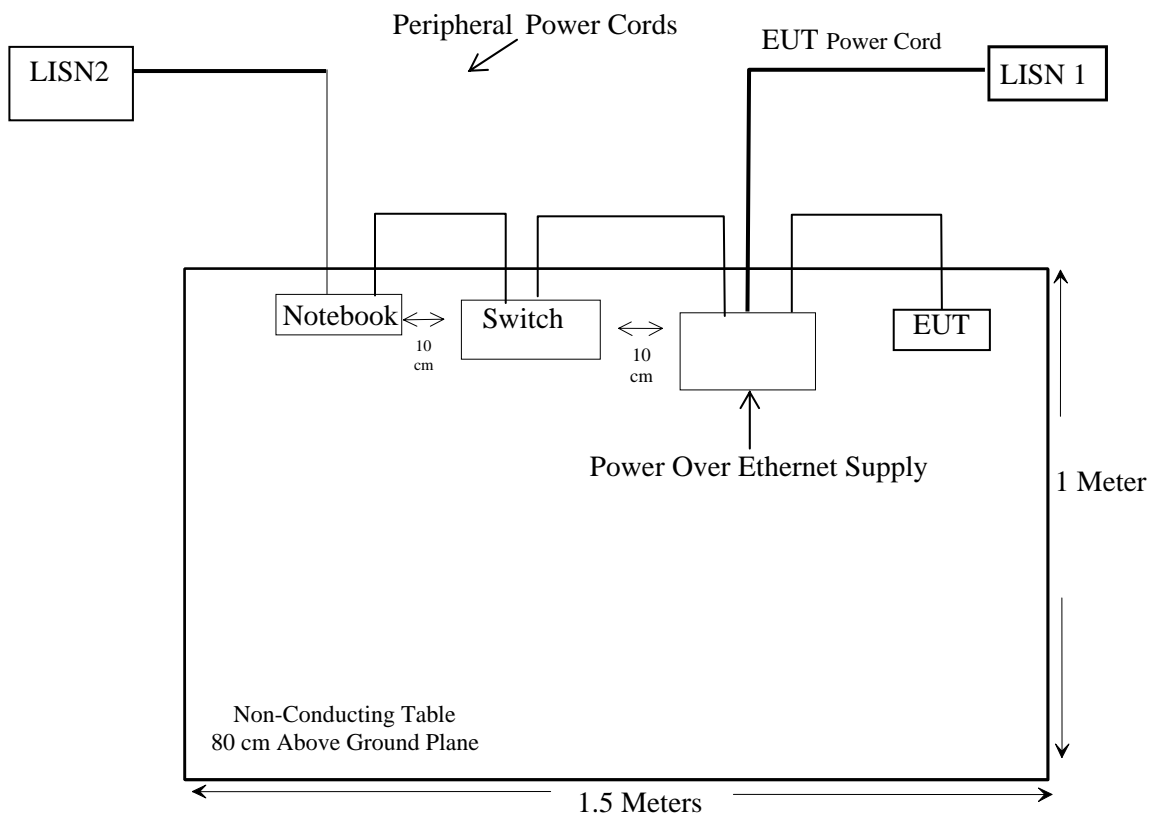 Peripheral Power Cords
EUT Power Cord
LISN2
LISN 1
Notebook
Switch
EUT
10
cm
10
cm
Power Over Ethernet Supply
1 Meter
Non-Conducting Table
80 cm Above Ground Plane
1.5 Meters